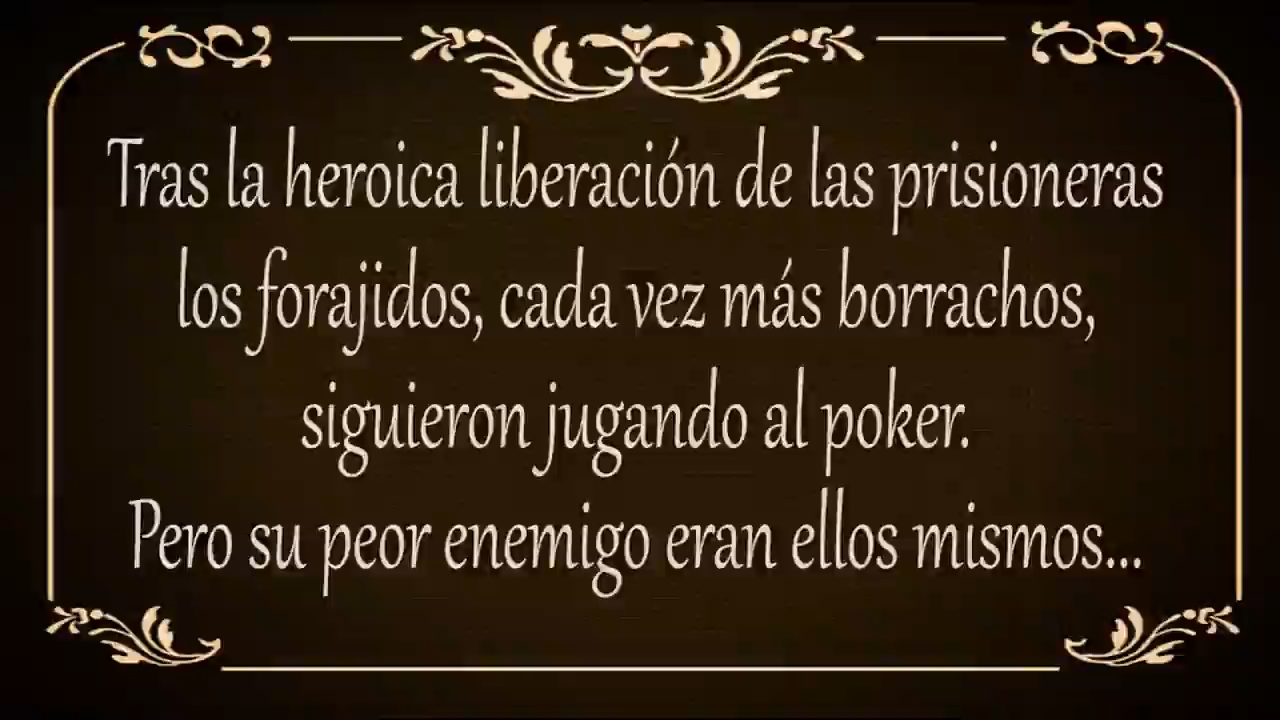 Tras la heroica liberación de las prisioneras
los forajidos, cada vez más borrachos,
siguieron jugando al poker.
Pero su peor enemigo eran ellos mismos...